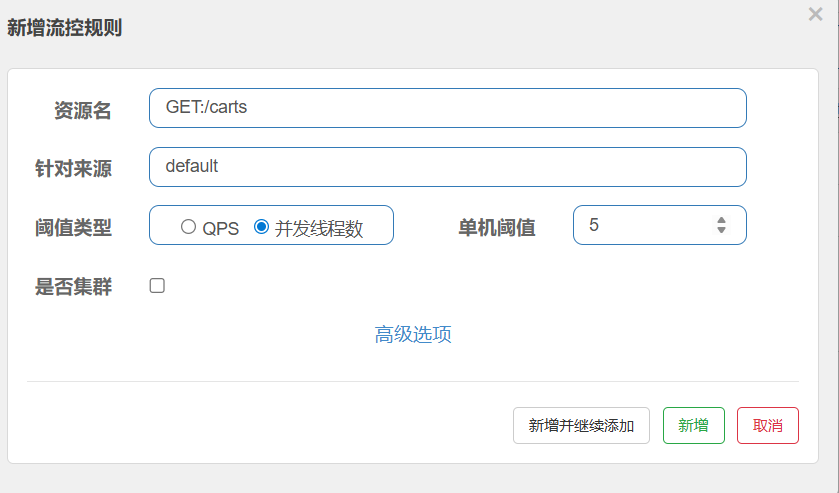 新增流控规则
资源名 GET:/carts
针对来源 default
阈值类型 QPS 并发线程数 单机阈值 5
是否集群
高级选项
新增并继续添加 新增 取消